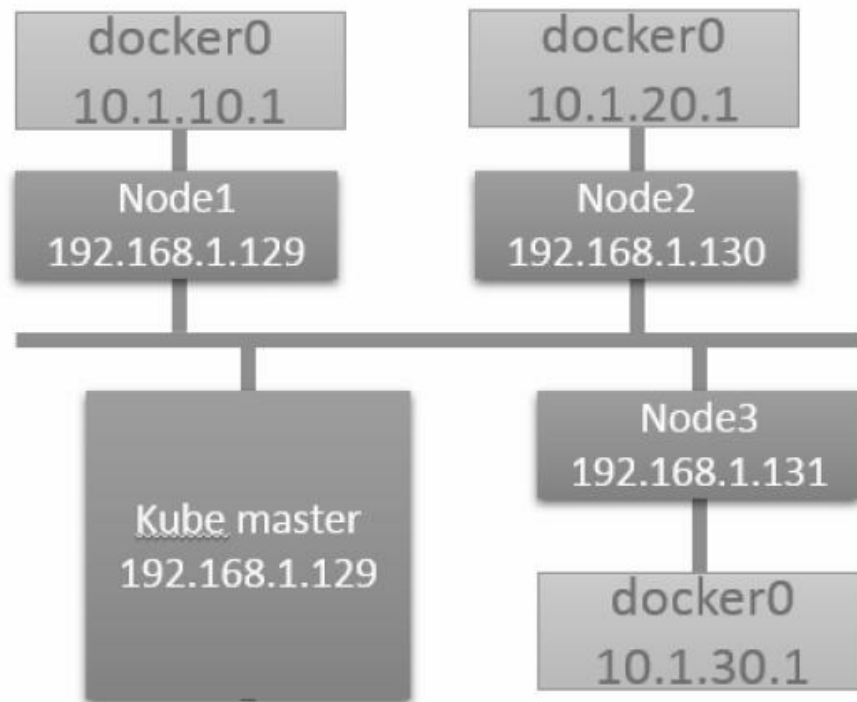 docker0
10.1.10.1
docker0
10.1.20.1
Node1
192.168.1.129
Node2
192.168.1.130
Kube master
192.168.1.129
Node3
192.168.1.131
docker0
10.1.30.1